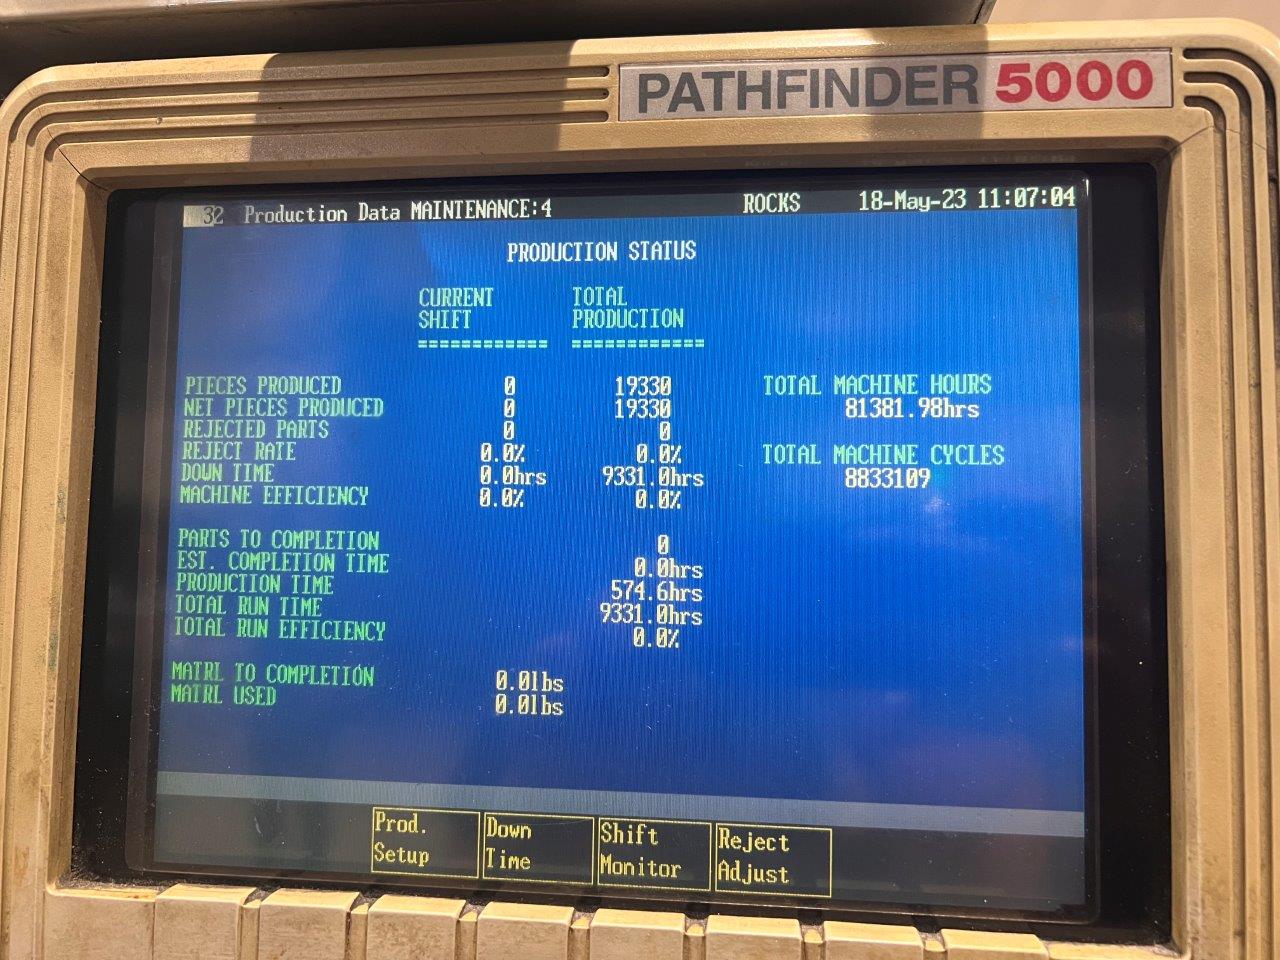 PATHFINDER 5000
32 Production Data MAINTENANCE:4 ROCKS 18-May-23 11:07:04
PRODUCTION STATUS
CURRENT TOTAL
SHIFT PRODUCTION
=========== ===========
PIECES PRODUCED 0 19330 TOTAL MACHINE HOURS
NET PIECES PRODUCED 0 19330 81381.98hrs
REJECTED PARTS 0 0
REJECT RATE 0.0% 0.0% TOTAL MACHINE CYCLES
DOWN TIME 0.0hrs 9331.0hrs 8833109
MACHINE EFFICIENCY 0.0% 0.0%
PARTS TO COMPLETION 0
EST. COMPLETION TIME 0.0hrs
PRODUCTION TIME 574.6hrs
TOTAL RUN TIME 9331.0hrs
TOTAL RUN EFFICIENCY 0.0%
MATRL TO COMPLETION 0.0lbs
MATRL USED 0.0lbs
Prod. Down Shift Reject
Setup Time Monitor Adjust